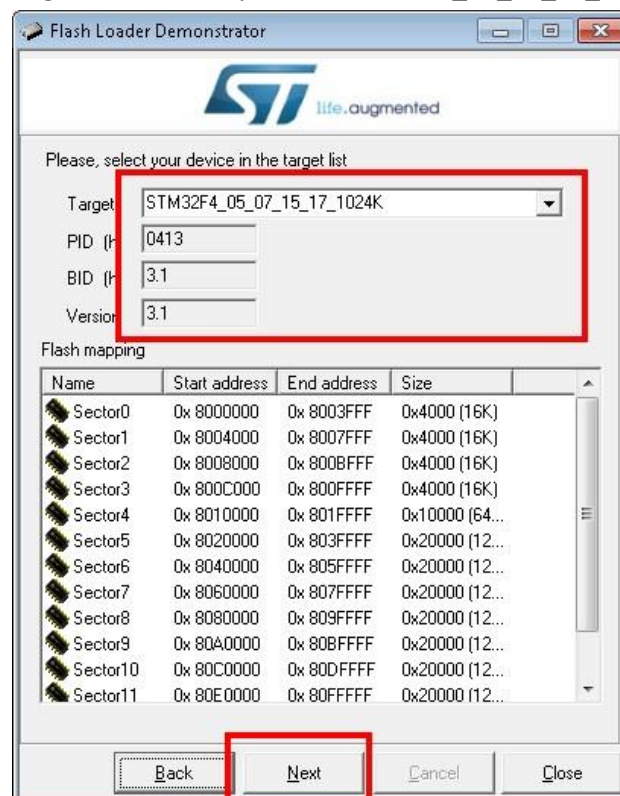 Flash Loader Demonstrator
life.augmented
Please, select your device in the target list
Target STM32F4_05_07_15_17_1024K
PID (h 0413
BID (h 3.1
Version 3.1
Flash mapping
Name Start address End address Size
Sector0 0x 8000000 0x 8003FFF 0x4000 (16K)
Sector1 0x 8004000 0x 8007FFF 0x4000 (16K)
Sector2 0x 8008000 0x 800BFFF 0x4000 (16K)
Sector3 0x 800C000 0x 800FFFF 0x4000 (16K)
Sector4 0x 8010000 0x 801FFFF 0x10000 (64...
Sector5 0x 8020000 0x 803FFFF 0x20000 (12...
Sector6 0x 8040000 0x 805FFFF 0x20000 (12...
Sector7 0x 8060000 0x 807FFFF 0x20000 (12...
Sector8 0x 8080000 0x 809FFFF 0x20000 (12...
Sector9 0x 80A0000 0x 80BFFFF 0x20000 (12...
Sector10 0x 80C0000 0x 80DFFFF 0x20000 (12...
Sector11 0x 80E0000 0x 80FFFFF 0x20000 (12...
Back Next Cancel Close